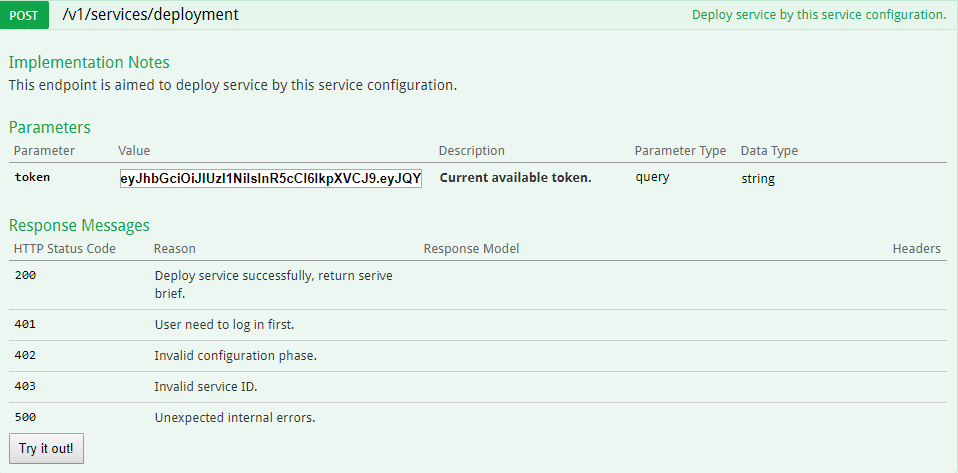 POST /v1/services/deployment Deploy service by this service configuration.
Implementation Notes
This endpoint is aimed to deploy service by this service configuration.
Parameters
Parameter Value Description Parameter Type Data Type
token eyJhbGciOiJIUzI1NiIsInR5cCI6IkpXVCJ9.eyJQY Current available token. query string
Response Messages
HTTP Status Code Reason Response Model Headers
200 Deploy service successfully, return serive
brief.
401 User need to log in first.
402 Invalid configuration phase.
403 Invalid service ID.
500 Unexpected internal errors.
Try it out!